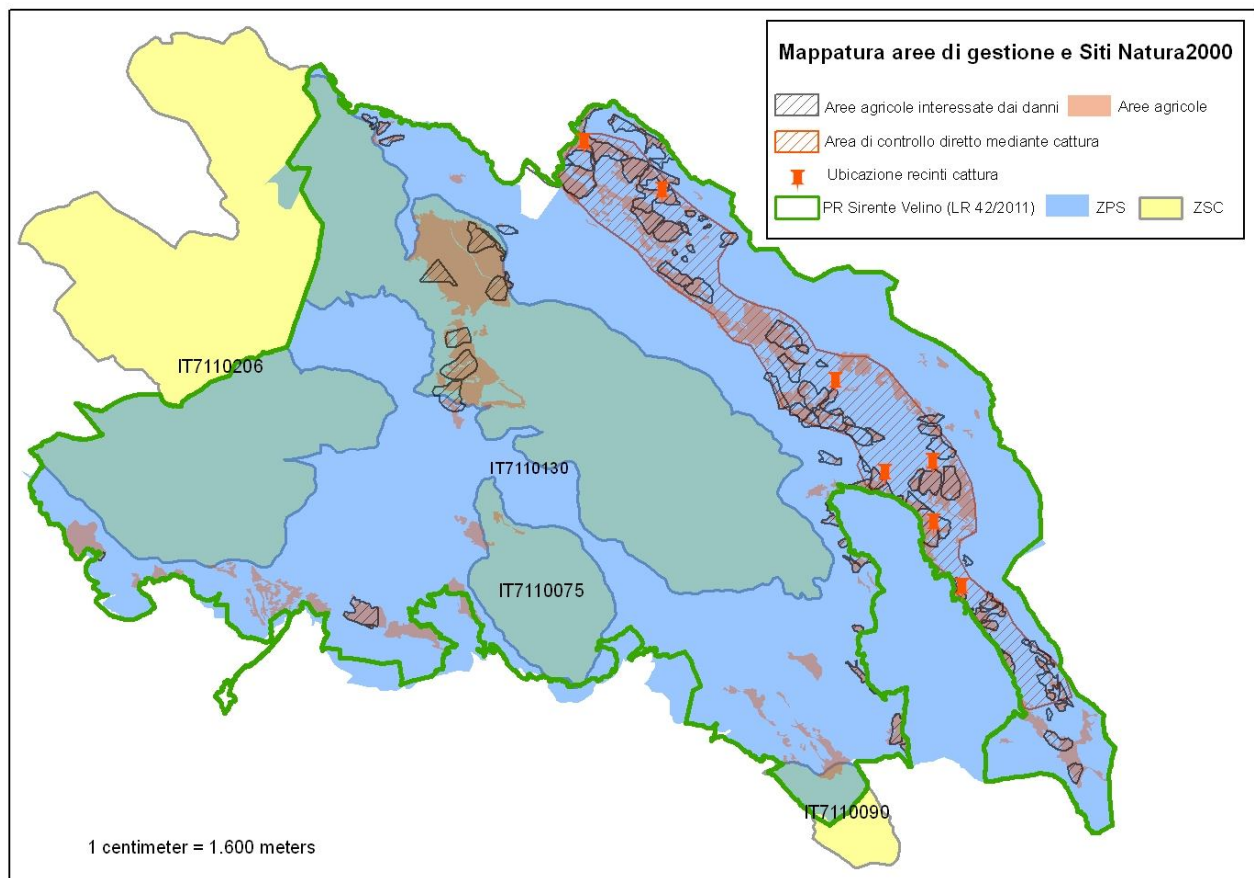 Mappatura aree di gestione e Siti Natura2000
Aree agricole interessate dai danni Aree agricole
Area di controllo diretto mediante cattura
Ubicazione recinti cattura
PR Sirente Velino (LR 42/2011) ZPS ZSC
IT7110206
IT7110130
IT7110075
IT7110090
1 centimeter = 1.600 meters